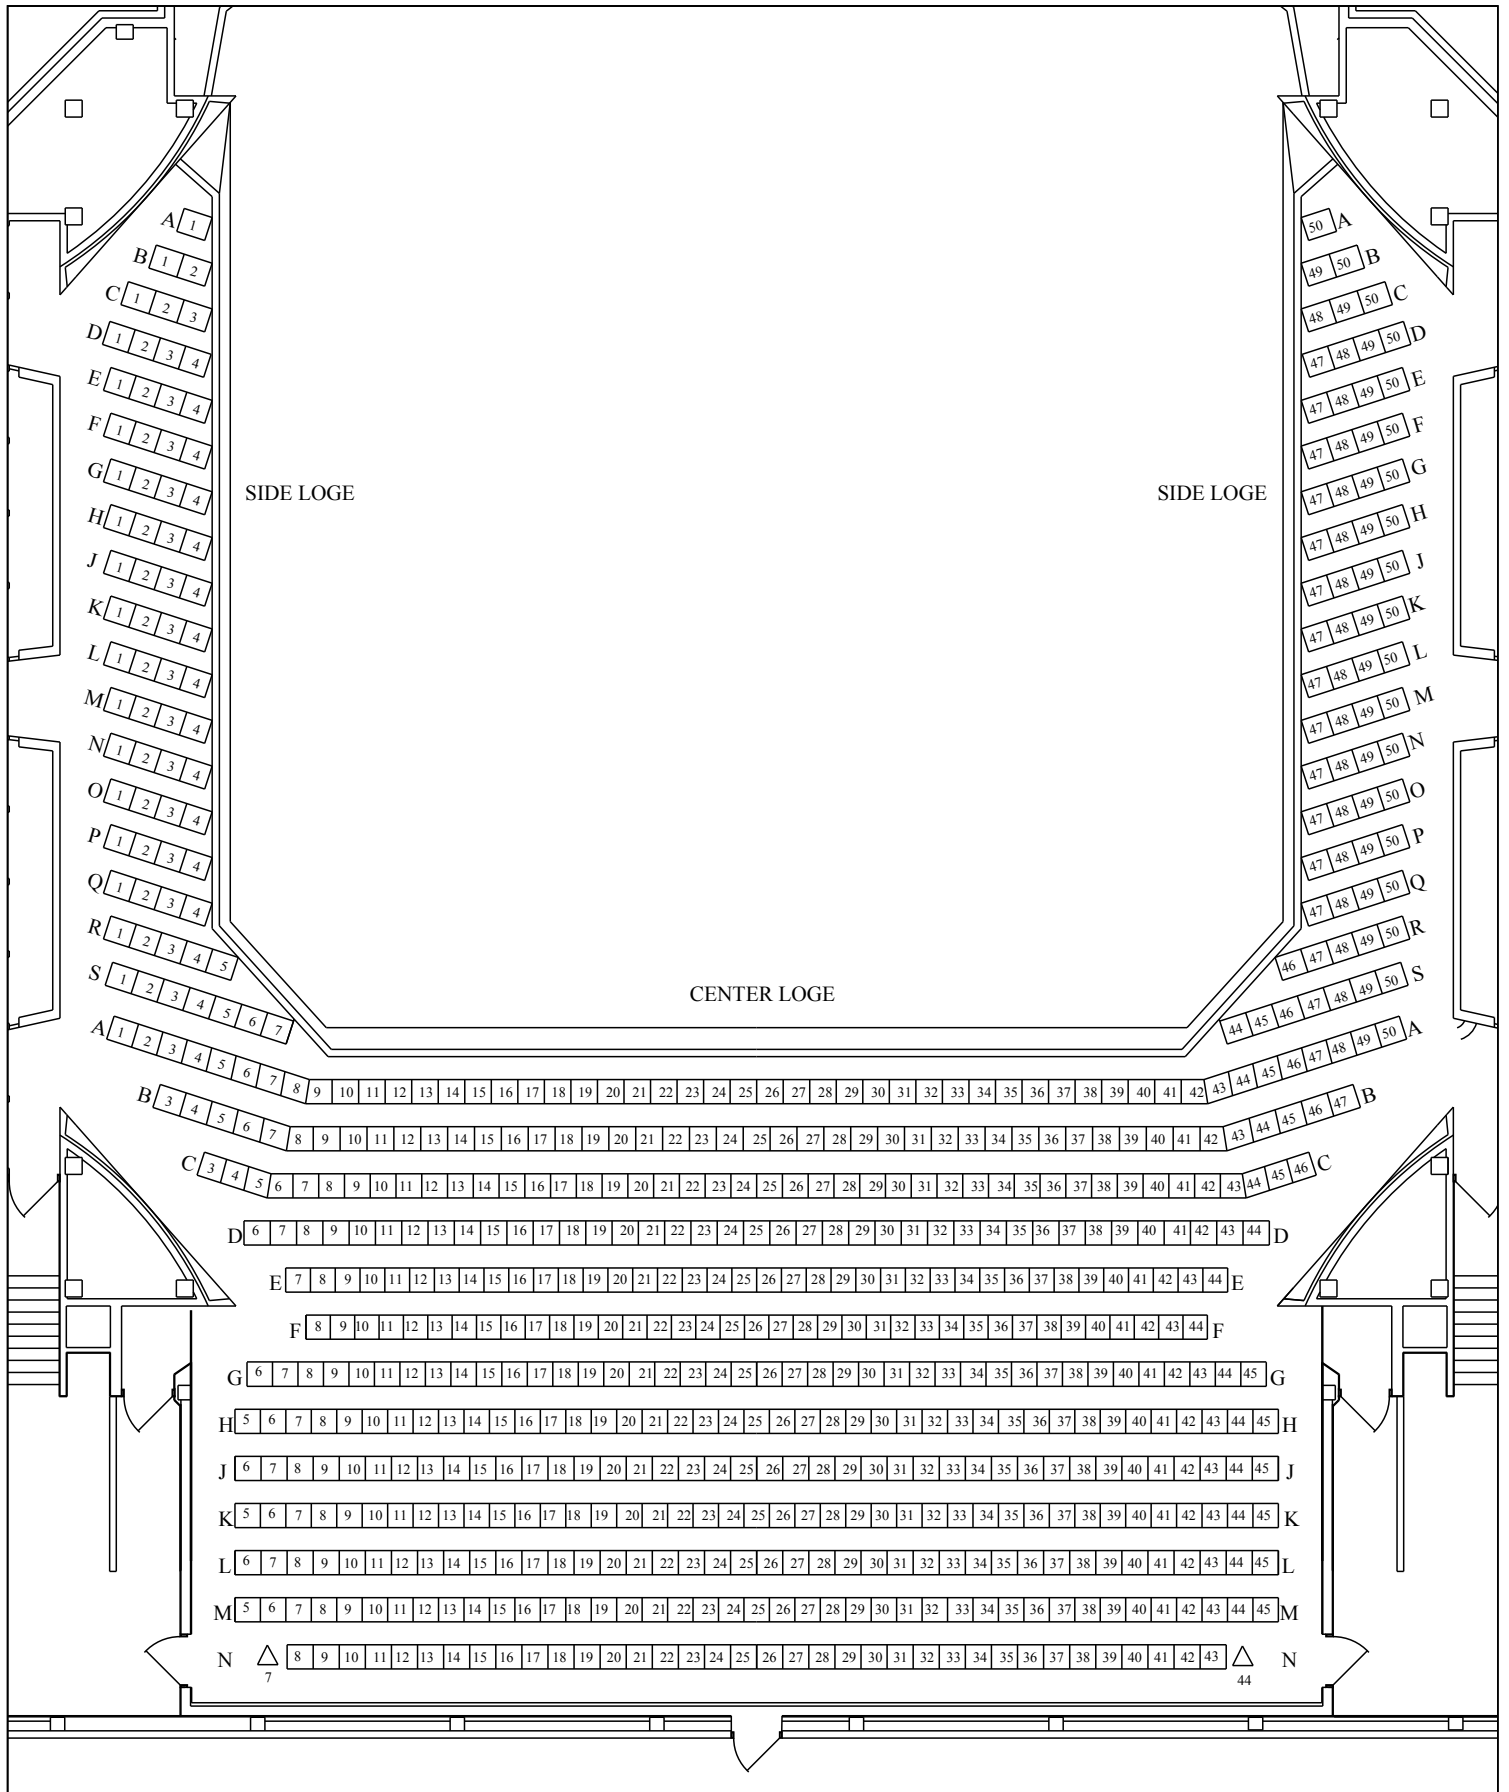 A 1 50 A
B 1 2 49 50 B
C 1 2 3 48 49 50 C
D 1 2 3 4 47 48 49 50 D
E 1 2 3 4 47 48 49 50 E
F 1 2 3 4 47 48 49 50 F
G 1 2 3 4 47 48 49 50 G
SIDE LOGE SIDE LOGE
H 1 2 3 4 47 48 49 50 H
J 1 2 3 4 47 48 49 50 J
K 1 2 3 4 47 48 49 50 K
L 1 2 3 4 47 48 49 50 L
M 1 2 3 4 47 48 49 50 M
N 1 2 3 4 47 48 49 50 N
O 1 2 3 4 47 48 49 50 O
P 1 2 3 4 47 48 49 50 P
Q 1 2 3 4 47 48 49 50 Q
R 1 2 3 4 5 46 47 48 49 50 R
S 1 2 3 4 5 6 7 44 45 46 47 48 49 50 S
CENTER LOGE
A 1 2 3 4 5 6 7 8 9 10 11 12 13 14 15 16 17 18 19 20 21 22 23 24 25 26 27 28 29 30 31 32 33 34 35 36 37 38 39 40 41 42 43 44 45 46 47 48 49 50 A
B 3 4 5 6 7 8 9 10 11 12 13 14 15 16 17 18 19 20 21 22 23 24 25 26 27 28 29 30 31 32 33 34 35 36 37 38 39 40 41 42 43 44 45 46 47 B
C 3 4 5 6 7 8 9 10 11 12 13 14 15 16 17 18 19 20 21 22 23 24 25 26 27 28 29 30 31 32 33 34 35 36 37 38 39 40 41 42 43 44 45 46 C
D 6 7 8 9 10 11 12 13 14 15 16 17 18 19 20 21 22 23 24 25 26 27 28 29 30 31 32 33 34 35 36 37 38 39 40 41 42 43 44 D
E 7 8 9 10 11 12 13 14 15 16 17 18 19 20 21 22 23 24 25 26 27 28 29 30 31 32 33 34 35 36 37 38 39 40 41 42 43 44 E
F 8 9 10 11 12 13 14 15 16 17 18 19 20 21 22 23 24 25 26 27 28 29 30 31 32 33 34 35 36 37 38 39 40 41 42 43 44 F
G 6 7 8 9 10 11 12 13 14 15 16 17 18 19 20 21 22 23 24 25 26 27 28 29 30 31 32 33 34 35 36 37 38 39 40 41 42 43 44 45 G
H 5 6 7 8 9 10 11 12 13 14 15 16 17 18 19 20 21 22 23 24 25 26 27 28 29 30 31 32 33 34 35 36 37 38 39 40 41 42 43 44 45 H
J 6 7 8 9 10 11 12 13 14 15 16 17 18 19 20 21 22 23 24 25 26 27 28 29 30 31 32 33 34 35 36 37 38 39 40 41 42 43 44 45 J
K 5 6 7 8 9 10 11 12 13 14 15 16 17 18 19 20 21 22 23 24 25 26 27 28 29 30 31 32 33 34 35 36 37 38 39 40 41 42 43 44 45 K
L 6 7 8 9 10 11 12 13 14 15 16 17 18 19 20 21 22 23 24 25 26 27 28 29 30 31 32 33 34 35 36 37 38 39 40 41 42 43 44 45 L
M 5 6 7 8 9 10 11 12 13 14 15 16 17 18 19 20 21 22 23 24 25 26 27 28 29 30 31 32 33 34 35 36 37 38 39 40 41 42 43 44 45 M
N 8 9 10 11 12 13 14 15 16 17 18 19 20 21 22 23 24 25 26 27 28 29 30 31 32 33 34 35 36 37 38 39 40 41 42 43 N
7 44